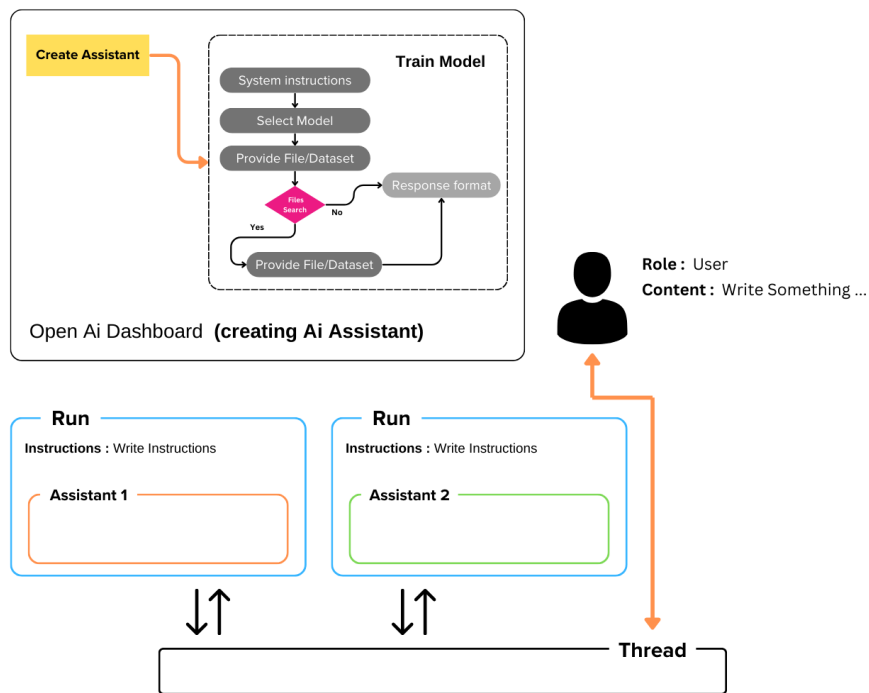 Create Assistant
Train Model
System instructions
Select Model
Provide File/Dataset
Response format
Files
Search
No
Yes
Provide File/Dataset
Open Ai Dashboard (creating Ai Assistant)
Role : User
Content : Write Something ...
Run
Instructions : Write Instructions
Assistant 1
Run
Instructions : Write Instructions
Assistant 2
Thread